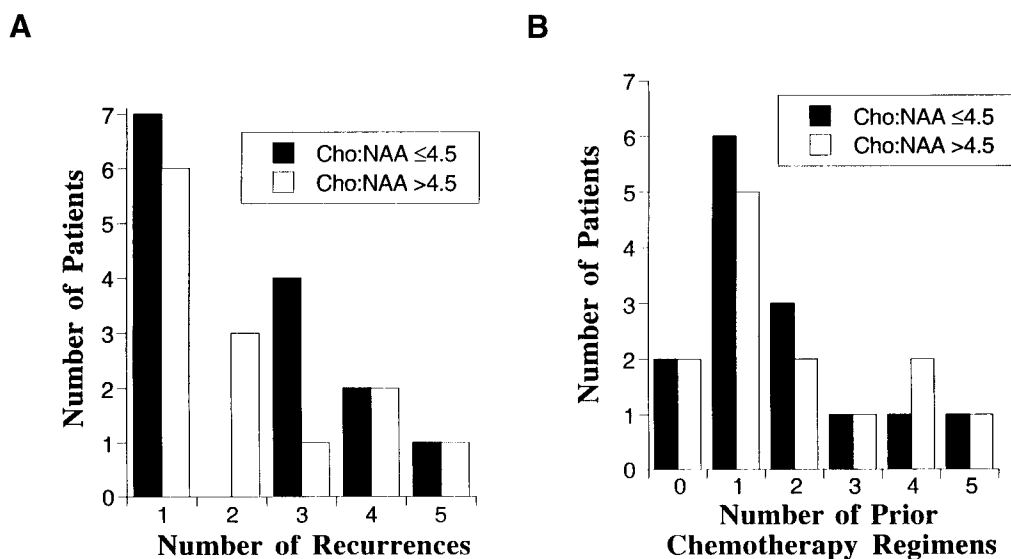 A
7
6
5
4
3
2
1
0
Number of Patients
Cho:NAA ≤4.5
Cho:NAA >4.5
1 2 3 4 5
Number of Recurrences
B
7
6
5
4
3
2
1
0
Number of Patients
Cho:NAA ≤4.5
Cho:NAA >4.5
0 1 2 3 4 5
Number of Prior
Chemotherapy Regimens